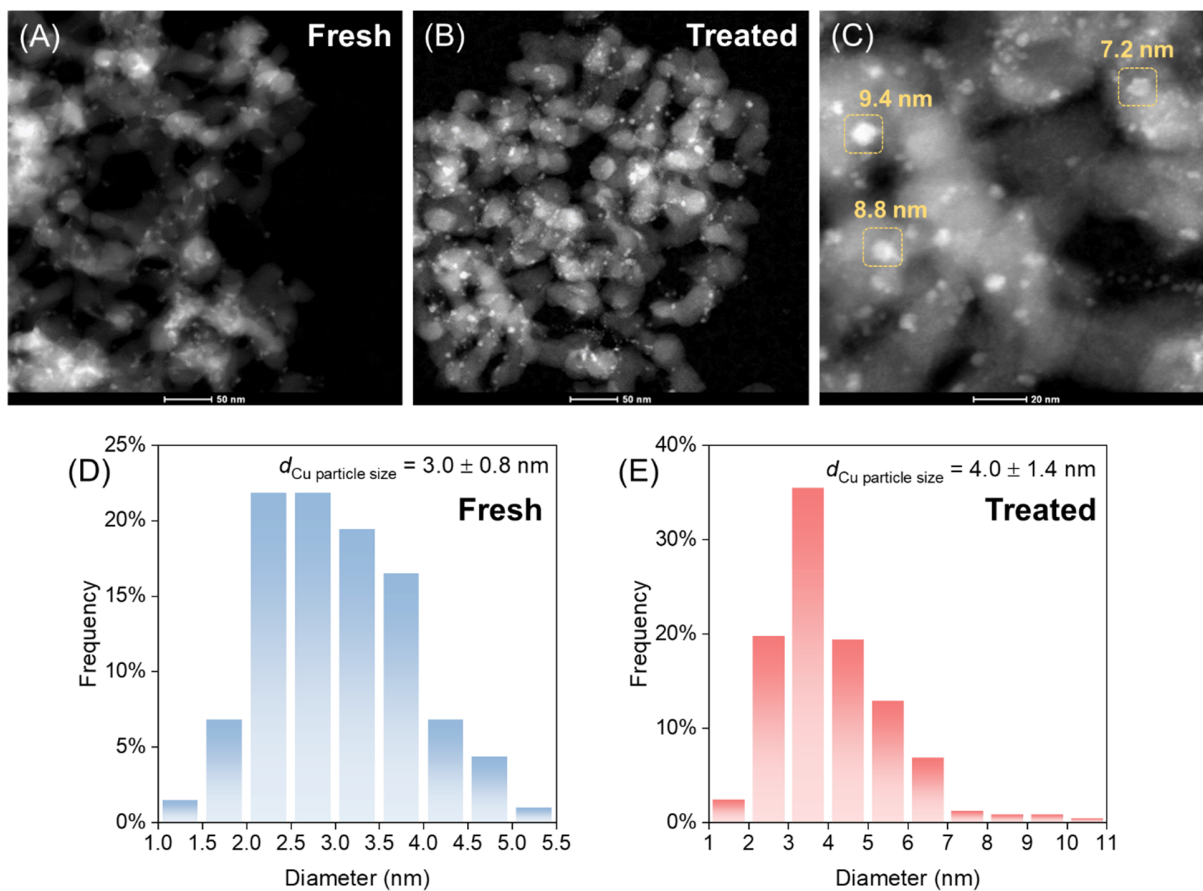 (A) Fresh
(B) Treated
(C)
7.2 nm
9.4 nm
8.8 nm
50 nm
50 nm
20 nm
(D)
d Cu particle size = 3.0 ± 0.8 nm
Fresh
25%
20%
15%
10%
5%
0%
Frequency
1.0 1.5 2.0 2.5 3.0 3.5 4.0 4.5 5.0 5.5
Diameter (nm)
(E)
d Cu particle size = 4.0 ± 1.4 nm
Treated
40%
30%
20%
10%
0%
Frequency
1 2 3 4 5 6 7 8 9 10 11
Diameter (nm)